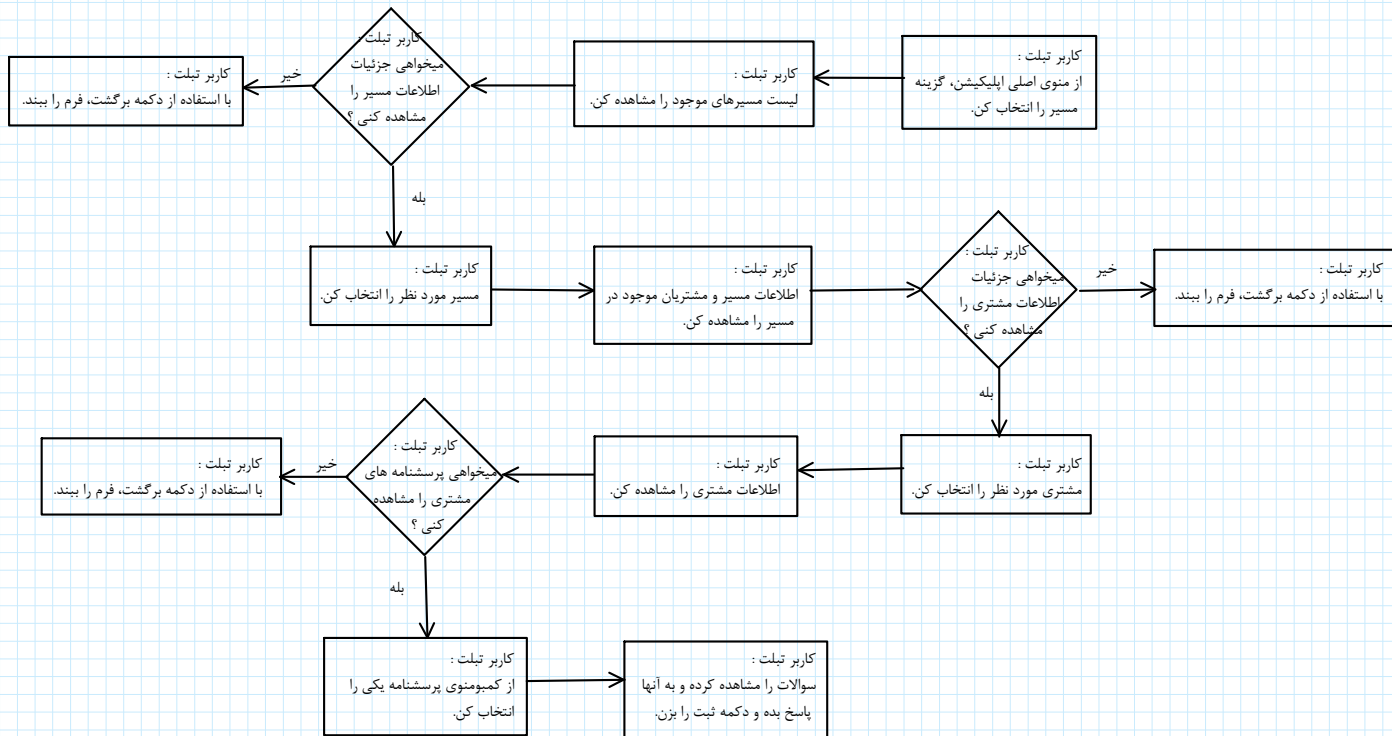 کاربر تبلت :
از منوی اصلی اپلیکیشن، گزینه
مسیر را انتخاب کن.
کاربر تبلت :
لیست مسیرهای موجود را مشاهده کن.
کاربر تبلت :
میخواهی جزئیات
اطلاعات مسیر را
مشاهده کنی ؟
خیر
کاربر تبلت :
با استفاده از دکمه برگشت، فرم را ببند.
بله
کاربر تبلت :
مسیر مورد نظر را انتخاب کن.
کاربر تبلت :
اطلاعات مسیر و مشتریان موجود در
مسیر را مشاهده کن.
کاربر تبلت :
میخواهی جزئیات
اطلاعات مشتری را
مشاهده کنی ؟
خیر
کاربر تبلت :
با استفاده از دکمه برگشت، فرم را ببند.
بله
کاربر تبلت :
مشتری مورد نظر را انتخاب کن.
کاربر تبلت :
اطلاعات مشتری را مشاهده کن.
کاربر تبلت :
میخواهی پرسشنامه های
مشتری را مشاهده
کنی ؟
خیر
کاربر تبلت :
با استفاده از دکمه برگشت، فرم را ببند.
بله
کاربر تبلت :
از کمبومنوی پرسشنامه یکی را
انتخاب کن.
کاربر تبلت :
سوالات را مشاهده کرده و به آنها
پاسخ بده و دکمه ثبت را بزن.